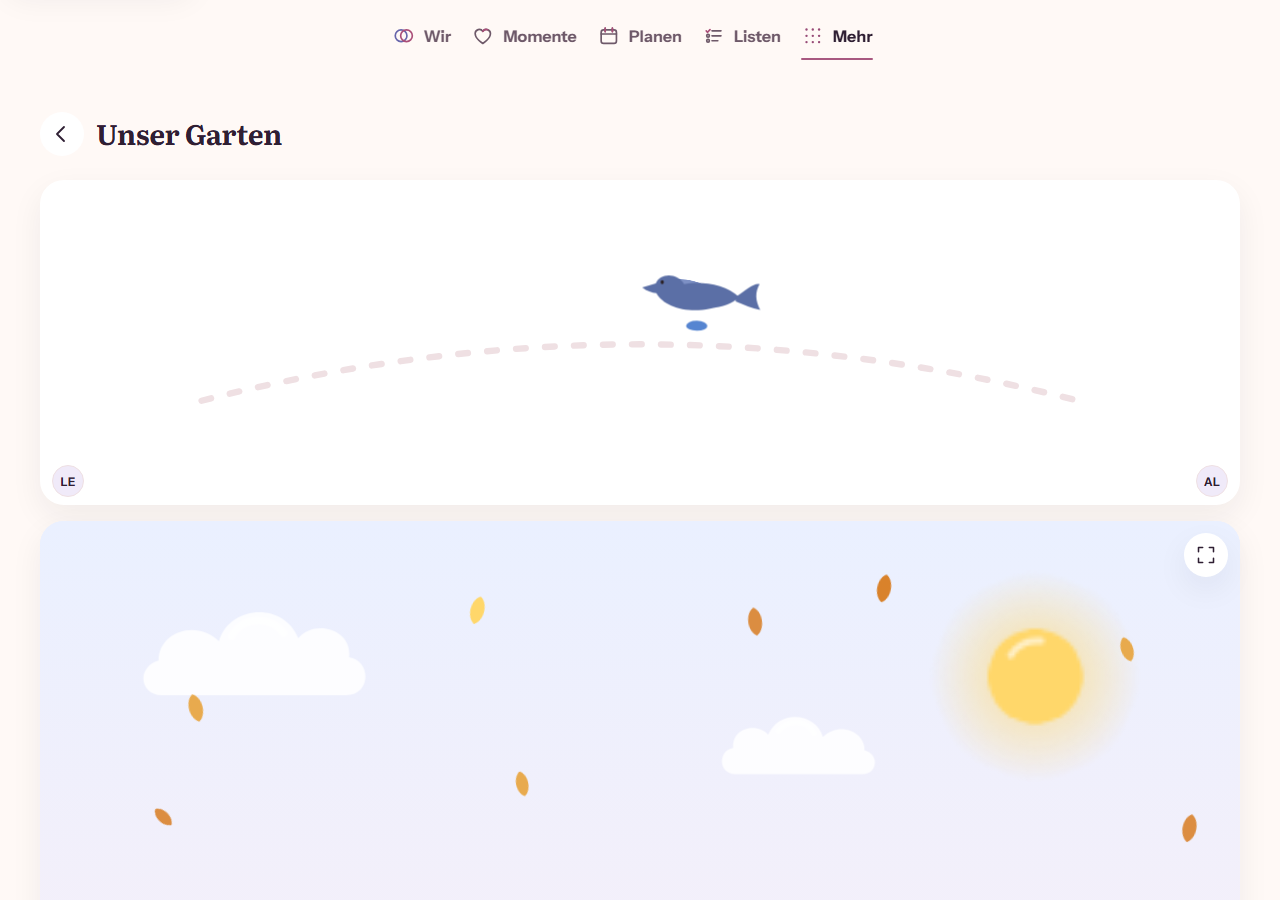 Wir
Momente
Planen
Listen
Mehr
Unser Garten
LE
AL